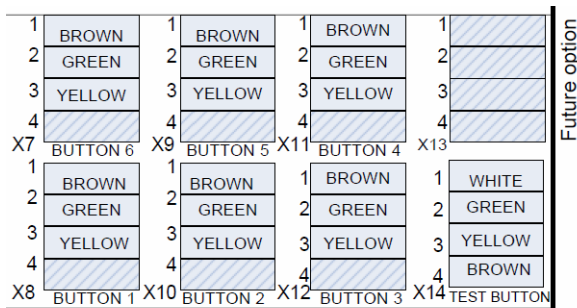 1 BROWN 1 BROWN 1 BROWN 1
2 GREEN 2 GREEN 2 GREEN 2
3 YELLOW 3 YELLOW 3 YELLOW 3
4 4 4 4
X7 BUTTON 6 X9 BUTTON 5 X11 BUTTON 4 X13
Future option
1 BROWN 1 BROWN 1 BROWN 1 WHITE
2 GREEN 2 GREEN 2 GREEN 2 GREEN
3 YELLOW 3 YELLOW 3 YELLOW 3 YELLOW
4 4 4 4 BROWN
X8 BUTTON 1 X10 BUTTON 2 X12 BUTTON 3 X14 TEST BUTTON